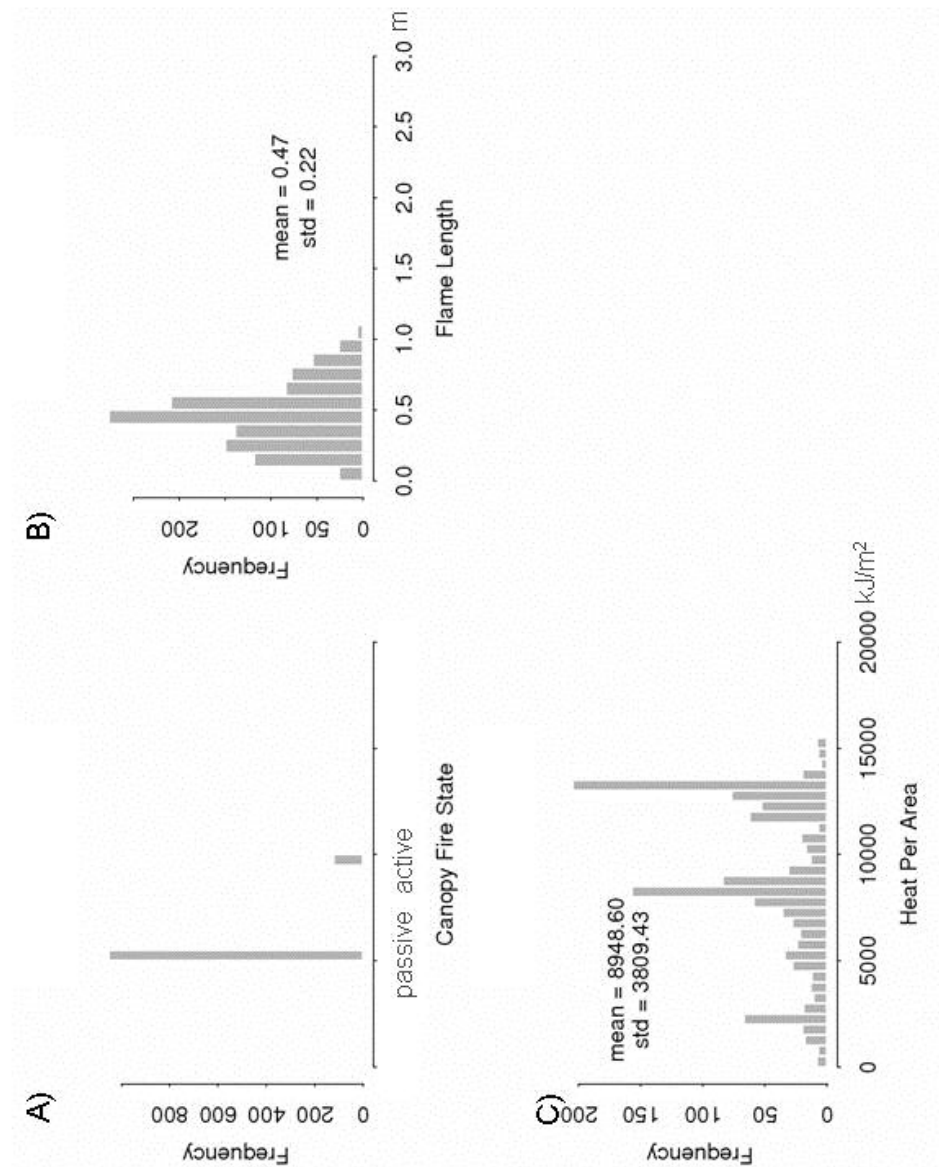 A)
Frequency
0 200 400 600 800
passive active
Canopy Fire State
B)
Frequency
0 50 100 200
0.0 0.5 1.0 1.5 2.0 2.5 3.0 m
Flame Length
mean = 0.47
std = 0.22
C)
Frequency
0 50 100 150 200
0 5000 10000 15000 20000 kJ/m²
Heat Per Area
mean = 8948.60
std = 3809.43